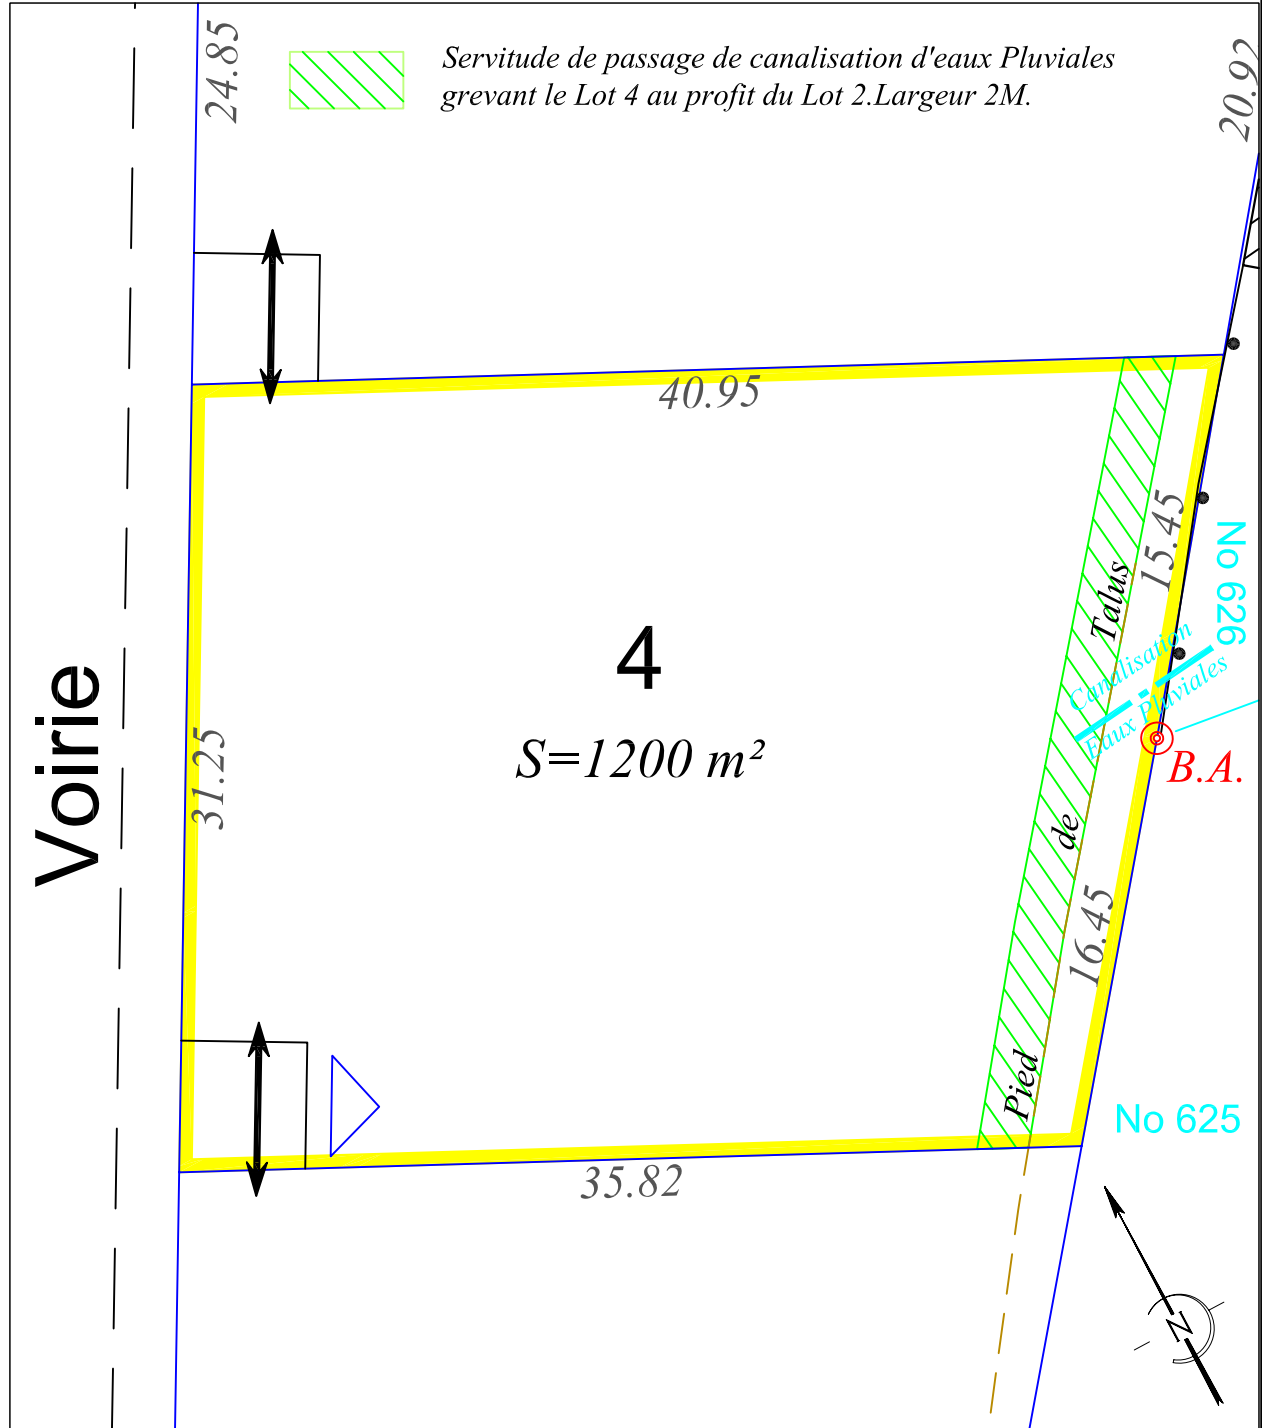 24.85
Servitude de passage de canalisation d'eaux Pluviales
grevant le Lot 4 au profit du Lot 2.Largeur 2M.
20.92
40.95
15.45
No 626
Talus
Canalisation
Eaux Pluviales
4
S=1200 m²
Voirie
31.25
B.A.
de
16.45
Pied
No 625
35.82
N